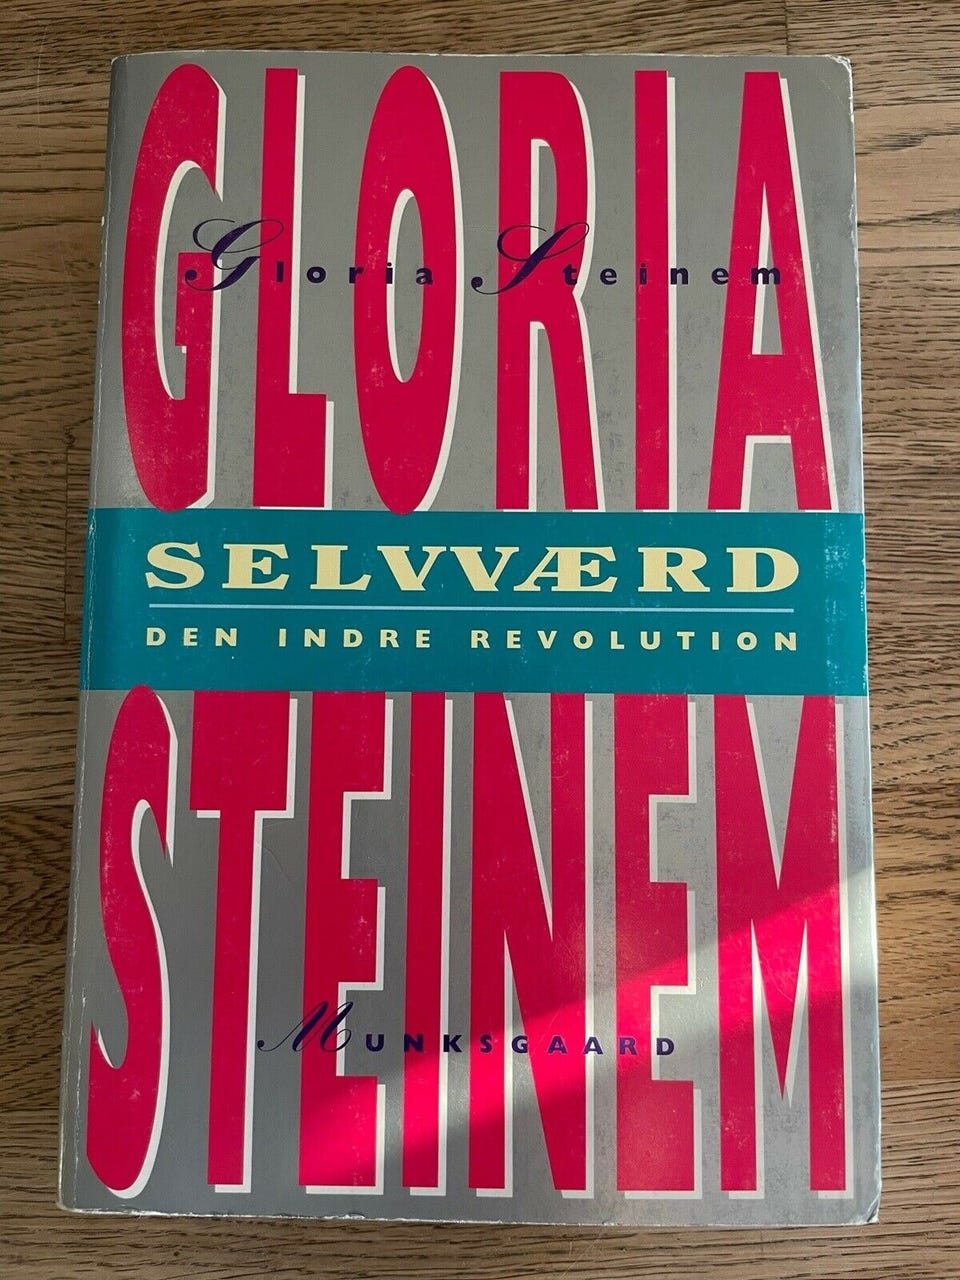 GLORIA
Gloria Steinem
SELVVÆRD
DEN INDRE REVOLUTION
STEINEM
MUNKSGAARD